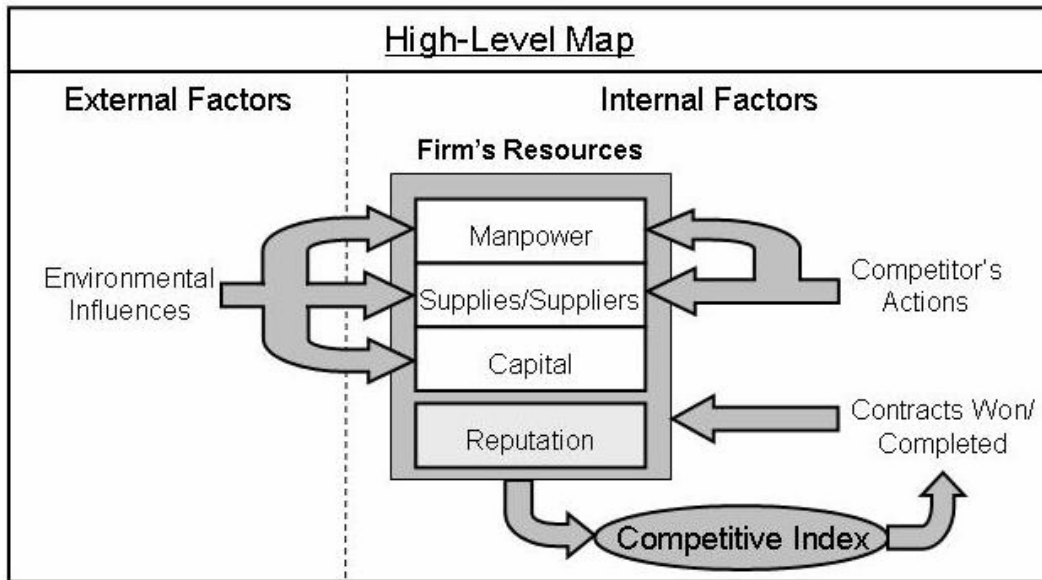 High-Level Map
External Factors
Internal Factors
Firm's Resources
Manpower
Environmental
Influences
Supplies/Suppliers
Competitor's
Actions
Capital
Reputation
Contracts Won/
Completed
Competitive Index